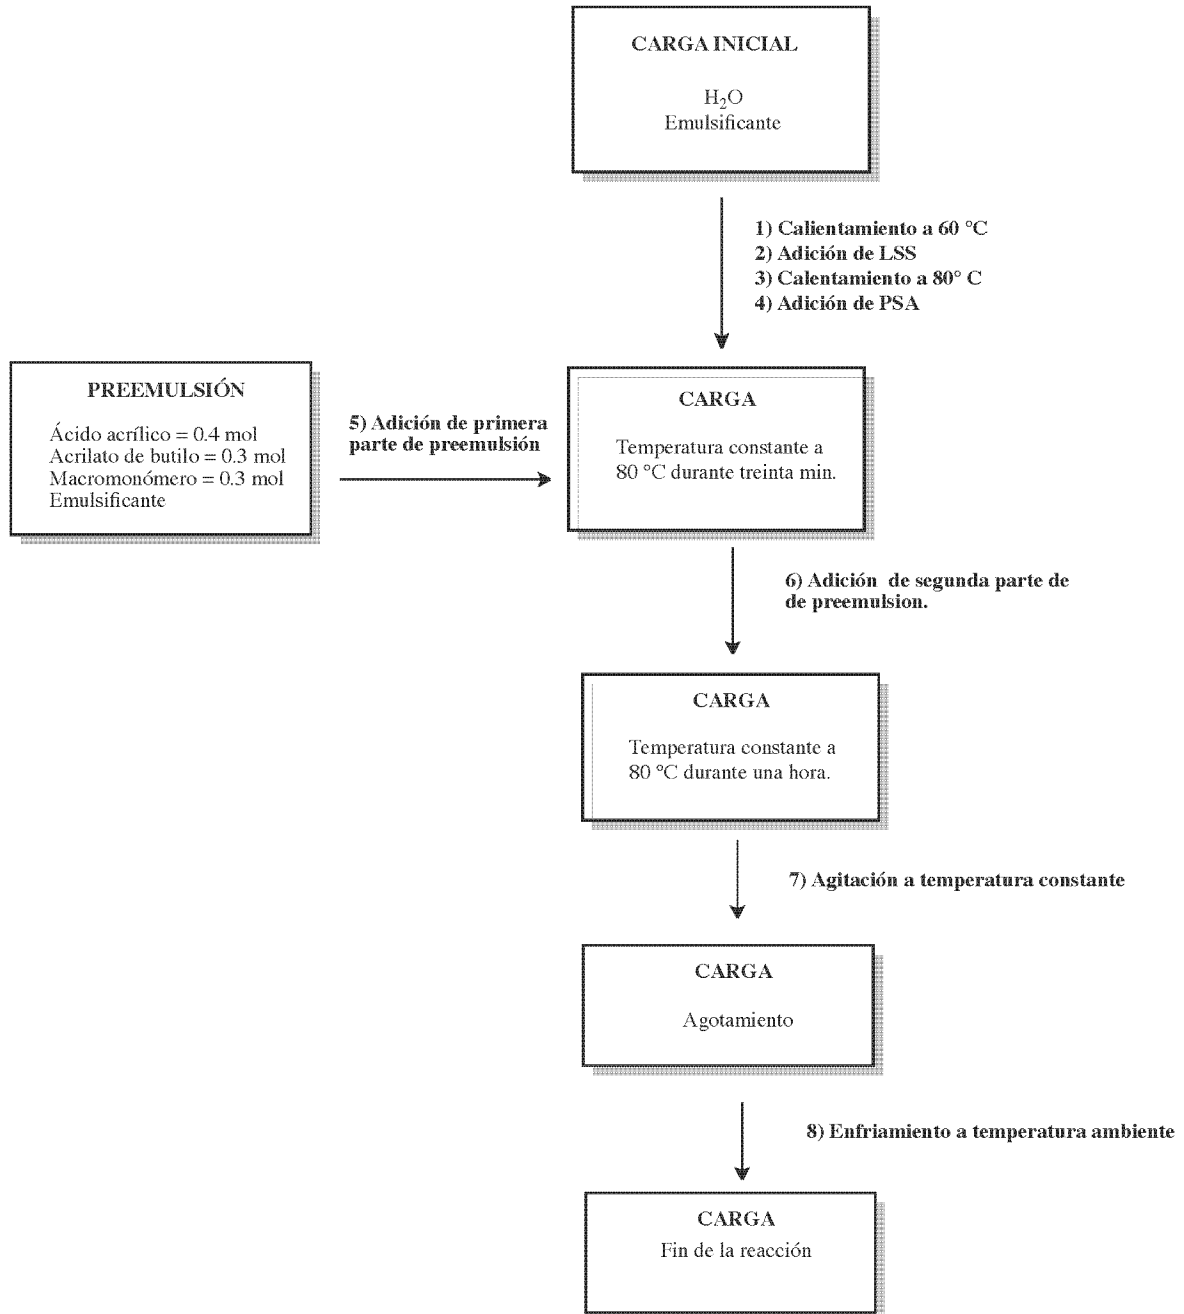 CARGA INICIAL
H₂O
Emulsificante
1) Calientamiento a 60 °C
2) Adición de LSS
3) Calentamiento a 80° C
4) Adición de PSA
PREEMULSIÓN
Ácido acrílico = 0.4 mol
Acrilato de butilo = 0.3 mol
Macromonómero = 0.3 mol
Emulsificante
5) Adición de primera
parte de preemulsión
CARGA
Temperatura constante a
80 °C durante treinta min.
6) Adición de segunda parte de
de preemulsion.
CARGA
Temperatura constante a
80 °C durante una hora.
7) Agitación a temperatura constante
CARGA
Agotamiento
8) Enfriamiento a temperatura ambiente
CARGA
Fin de la reacción